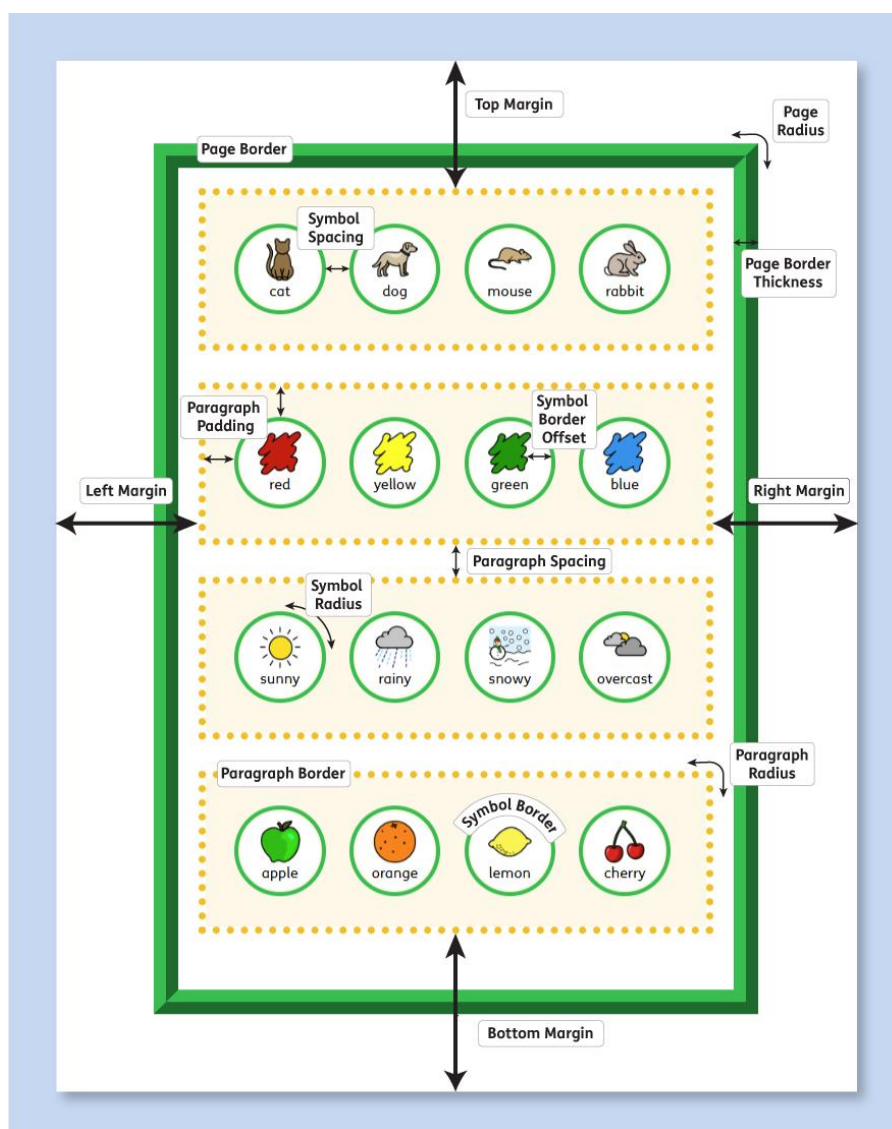 Top Margin
Page
Radius
Page Border
Symbol
Spacing
cat
dog
mouse
rabbit
Page Border
Thickness
Paragraph
Padding
Symbol
Border
Offset
red
yellow
green
blue
Left Margin
Right Margin
Paragraph Spacing
Symbol
Radius
sunny
rainy
snowy
overcast
Paragraph
Radius
Paragraph Border
Symbol Border
apple
orange
lemon
cherry
Bottom Margin